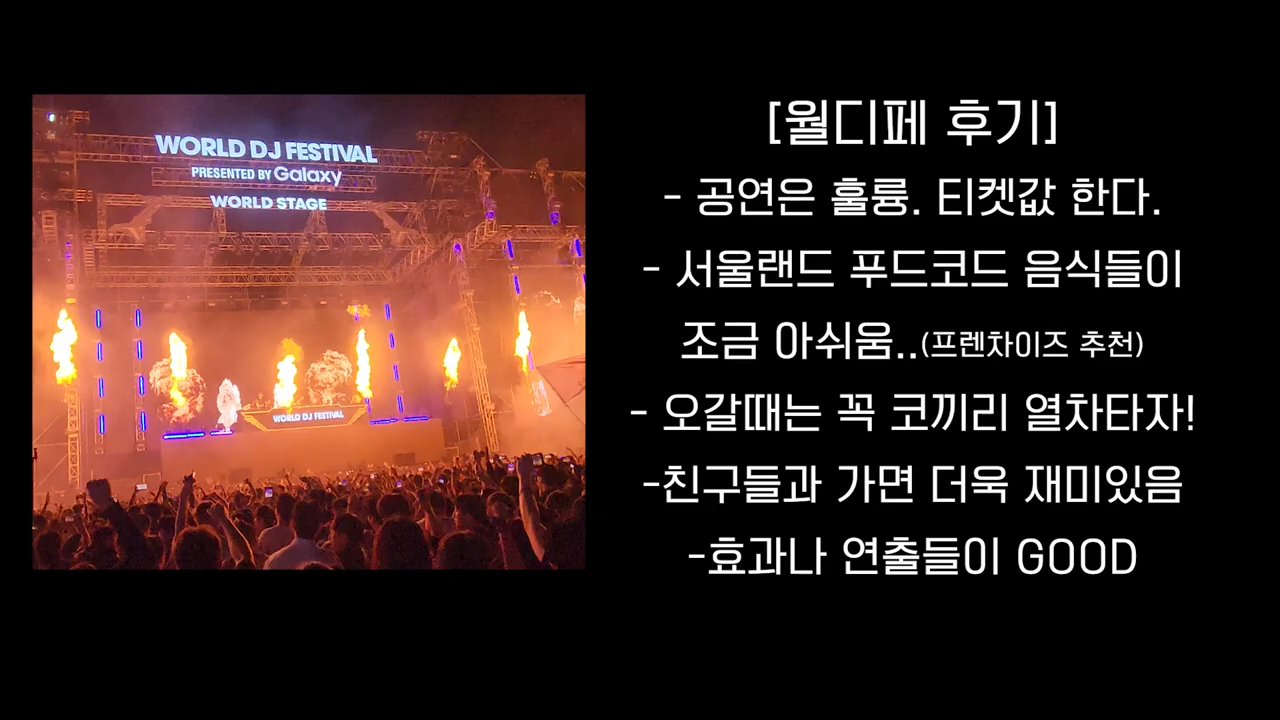 WORLD DJ FESTIVAL
PRESENTED BY Galaxy
WORLD STAGE
WORLD DJ FESTIVAL
[월디페 후기]
- 공연은 훌륭. 티켓값 한다.
- 서울랜드 푸드코드 음식들이
조금 아쉬움..(프렌차이즈 추천)
- 오갈때는 꼭 코끼리 열차타자!
-친구들과 가면 더욱 재미있음
-효과나 연출들이 GOOD